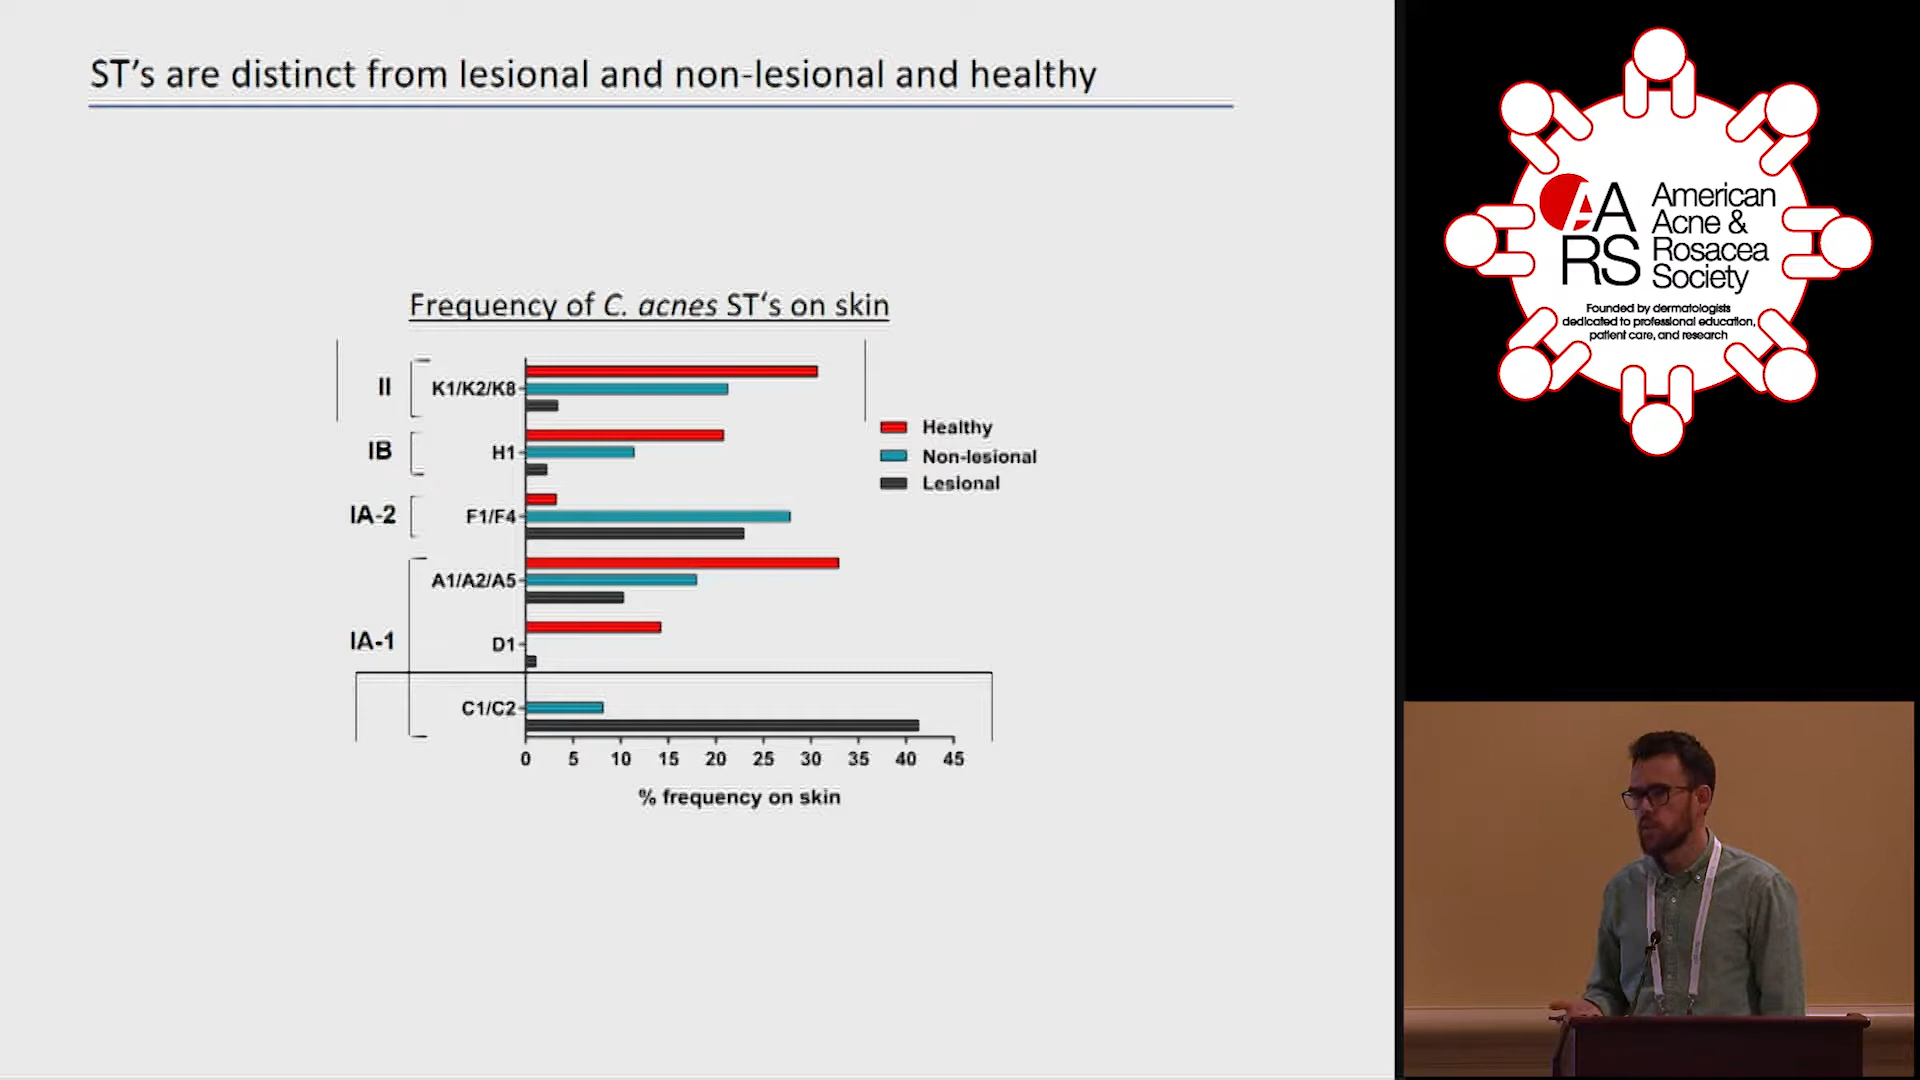 ST's are distinct from lesional and non-lesional and healthy
Frequency of C. acnes ST's on skin
II
K1/K2/K8
IB
H1
IA-2
F1/F4
A1/A2/A5
IA-1
D1
C1/C2
Healthy
Non-lesional
Lesional
0 5 10 15 20 25 30 35 40 45
% frequency on skin
AARS
American
Acne &
Rosacea
Society
Founded by dermatologists
dedicated to professional education,
patient care, and research